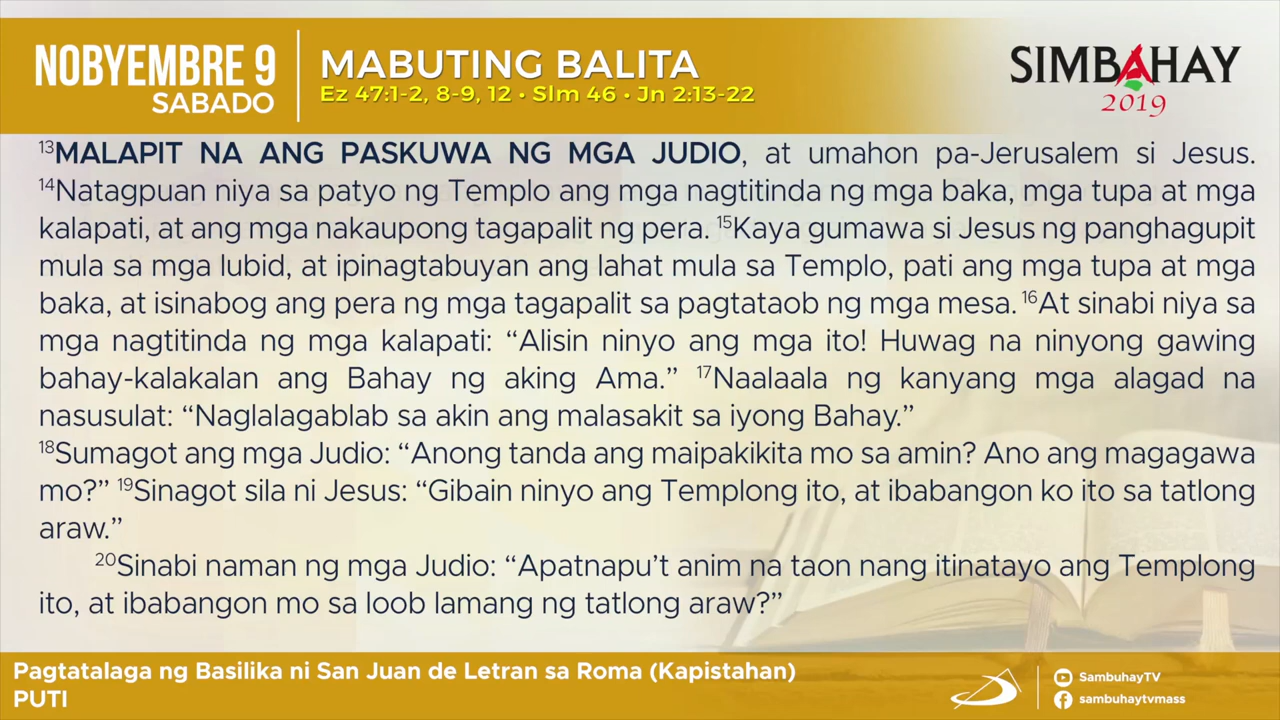 NOBYEMBRE 9
SABADO
MABUTING BALITA
Ez 47:1-2, 8-9, 12 • Slm 46 • Jn 2:13-22
SIMBAHAY
2019
13MALAPIT NA ANG PASKUWA NG MGA JUDIO, at umahon pa-Jerusalem si Jesus.
14Natagpuan niya sa patyo ng Templo ang mga nagtitinda ng mga baka, mga tupa at mga
kalapati, at ang mga nakaupong tagapalit ng pera. 15Kaya gumawa si Jesus ng panghagupit
mula sa mga lubid, at ipinagtabuyan ang lahat mula sa Templo, pati ang mga tupa at mga
baka, at isinabog ang pera ng mga tagapalit sa pagtataob ng mga mesa. 16At sinabi niya sa
mga nagtitinda ng mga kalapati: “Alisin ninyo ang mga ito! Huwag na ninyong gawing
bahay-kalakalan ang Bahay ng aking Ama.” 17Naalaala ng kanyang mga alagad na
nasusulat: “Naglalagablab sa akin ang malasakit sa iyong Bahay.”
18Sumagot ang mga Judio: “Anong tanda ang maipakikita mo sa amin? Ano ang magagawa
mo?” 19Sinagot sila ni Jesus: “Gibain ninyo ang Templong ito, at ibabangon ko ito sa tatlong
araw.”
20Sinabi naman ng mga Judio: “Apatnapu’t anim na taon nang itinatayo ang Templong
ito, at ibabangon mo sa loob lamang ng tatlong araw?”
Pagtatalaga ng Basilika ni San Juan de Letran sa Roma (Kapistahan)
PUTI
SambuhayTV
sambuhaytvmass